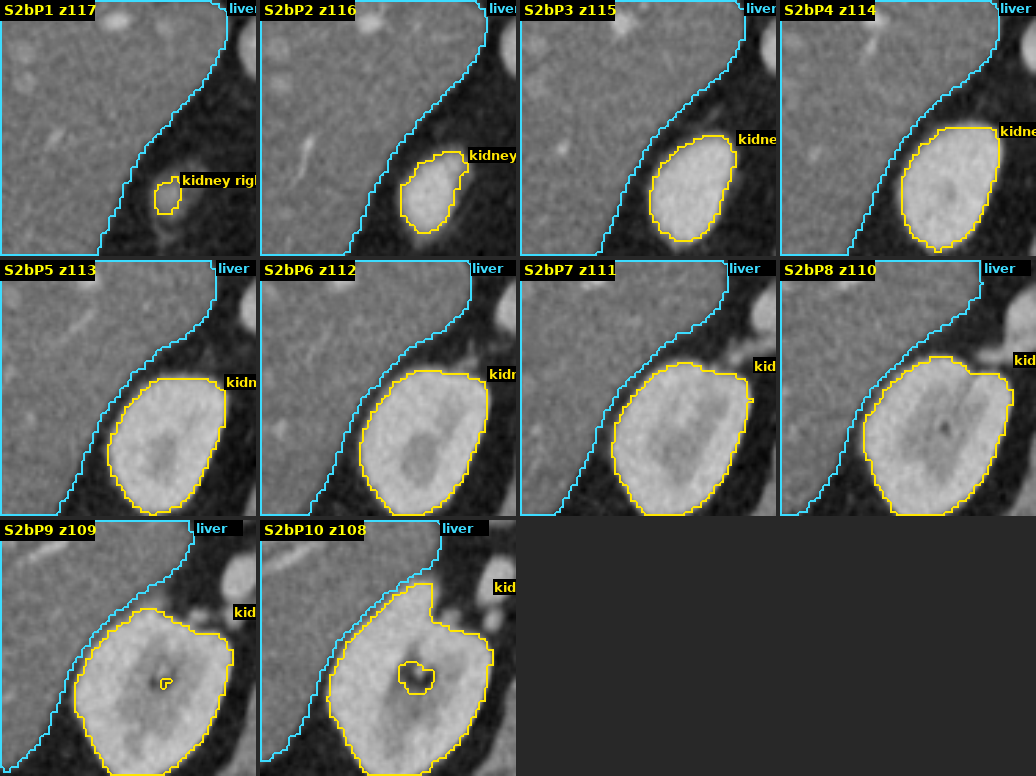 S2bP1 z117 liver
kidney righ
S2bP2 z116 liver
kidney
S2bP3 z115 liver
kidne
S2bP4 z114 liver
kidne
S2bP5 z113 liver
kidn
S2bP6 z112 liver
kidn
S2bP7 z111 liver
kid
S2bP8 z110 liver
kid
S2bP9 z109 liver
kid
S2bP10 z108 liver
kid